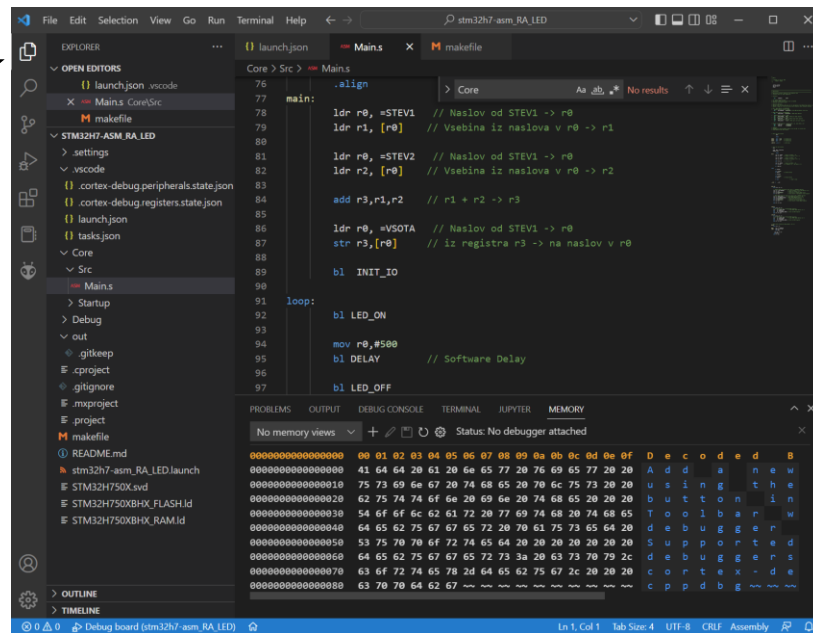 File Edit Selection View Go Run Terminal Help stm32h7-asm_RA_LED
EXPLORER
OPEN EDITORS
{} launch.json .vscode
Main.s Core\Src
M makefile
STM32H7-ASM_RA_LED
.settings
.vscode
{} .cortex-debug.peripherals.state.json
{} .cortex-debug.registers.state.json
{} launch.json
{} tasks.json
Core
Src
Main.s
Startup
Debug
out
.gitkeep
.cproject
.gitignore
.mxproject
.project
M makefile
README.md
stm32h7-asm_RA_LED.launch
STM32H750X.svd
STM32H750XBHX_FLASH.ld
STM32H750XBHX_RAM.ld
OUTLINE
TIMELINE
{} launch.json Main.s M makefile
Core > Src > Main.s
Core Aa ab .* No results
76 .align
77 main:
78 ldr r0, =STEV1 // Naslov od STEV1 -> r0
79 ldr r1, [r0] // Vsebina iz naslova v r0 -> r1
80
81 ldr r0, =STEV2 // Naslov od STEV1 -> r0
82 ldr r2, [r0] // Vsebina iz naslova v r0 -> r2
83
84 add r3,r1,r2 // r1 + r2 -> r3
85
86 ldr r0, =VSOTA // Naslov od STEV1 -> r0
87 str r3,[r0] // iz registra r3 -> na naslov v r0
88
89 bl INIT_IO
90
91 loop:
92 bl LED_ON
93
94 mov r0,#500
95 bl DELAY // Software Delay
96
97 bl LED_OFF
PROBLEMS OUTPUT DEBUG CONSOLE TERMINAL JUPYTER MEMORY
No memory views Status: No debugger attached
0000000000000000 00 01 02 03 04 05 06 07 08 09 0a 0b 0c 0d 0e 0f D e c o d e d B
0000000000000000 41 64 64 20 61 20 6e 65 77 20 76 69 65 77 20 20 A d d a n e w
0000000000000010 75 73 69 6e 67 20 74 68 65 20 70 6c 75 73 20 20 u s i n g t h e
0000000000000020 62 75 74 74 6f 6e 20 69 6e 20 74 68 65 20 20 20 b u t t o n i n
0000000000000030 54 6f 6f 6c 62 61 72 20 77 69 74 68 20 74 68 65 T o o l b a r w
0000000000000040 64 65 62 75 67 67 65 72 20 70 61 75 73 65 64 20 d e b u g g e r
0000000000000050 53 75 70 70 6f 72 74 65 64 20 20 20 20 20 20 20 S u p p o r t e d
0000000000000060 64 65 62 75 67 67 65 72 73 3a 20 63 73 70 79 2c d e b u g g e r s
0000000000000070 63 6f 72 74 65 78 2d 64 65 62 75 67 2c 20 20 20 c o r t e x - d e
0000000000000080 63 70 70 64 62 67 ~~ ~~ ~~ ~~ ~~ ~~ ~~ ~~ ~~ ~~ c p p d b g ~~ ~~ ~~
0 0 Debug board (stm32h7-asm_RA_LED) Ln 1, Col 1 Tab Size: 4 UTF-8 CRLF Assembly